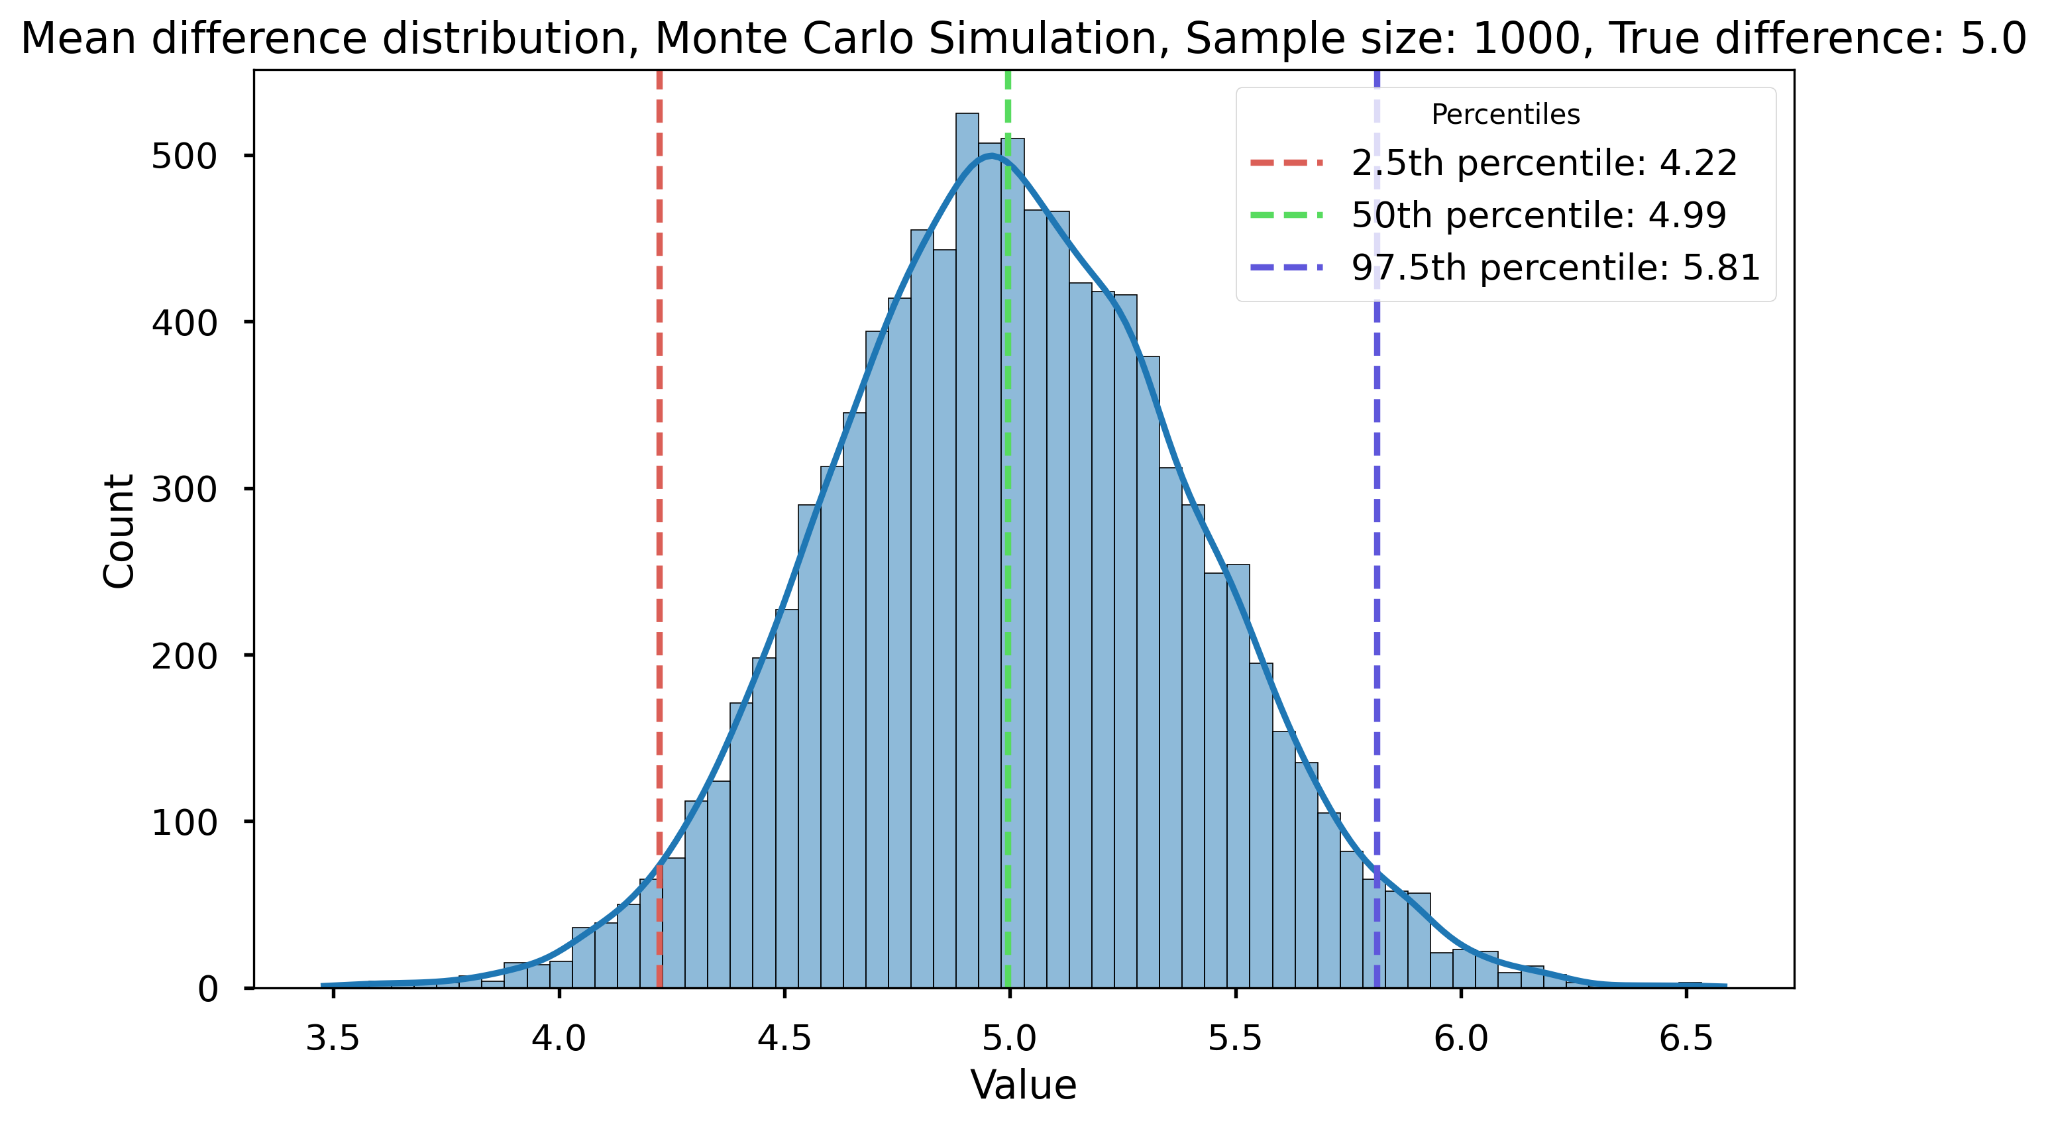 Mean difference distribution, Monte Carlo Simulation, Sample size: 1000, True difference: 5.0
Percentiles
2.5th percentile: 4.22
50th percentile: 4.99
97.5th percentile: 5.81
Count
500
400
300
200
100
0
3.5 4.0 4.5 5.0 5.5 6.0 6.5
Value